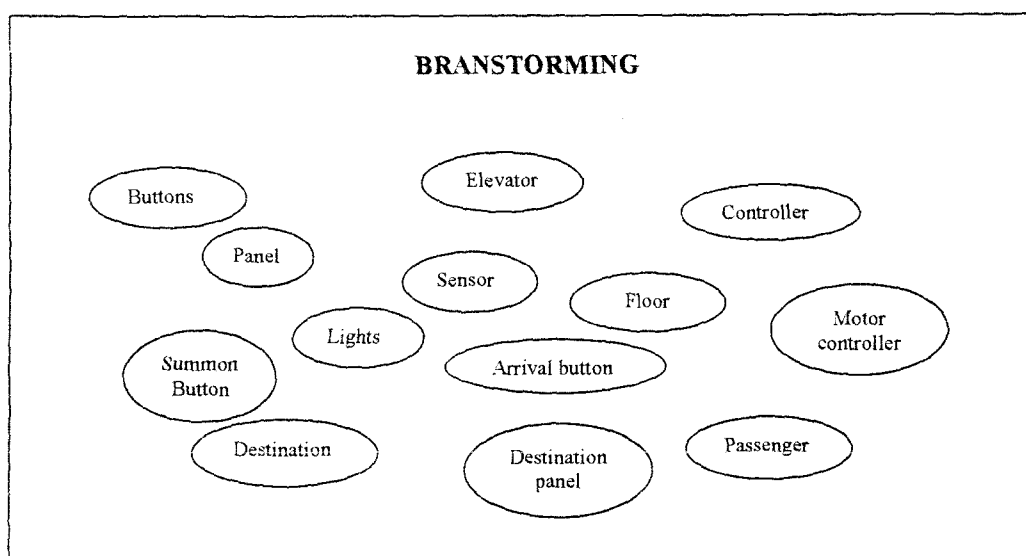 BRANSTORMING
Elevator
Buttons
Controller
Panel
Sensor
Floor
Lights
Motor
controller
Summon
Button
Arrival button
Destination
Destination
panel
Passenger